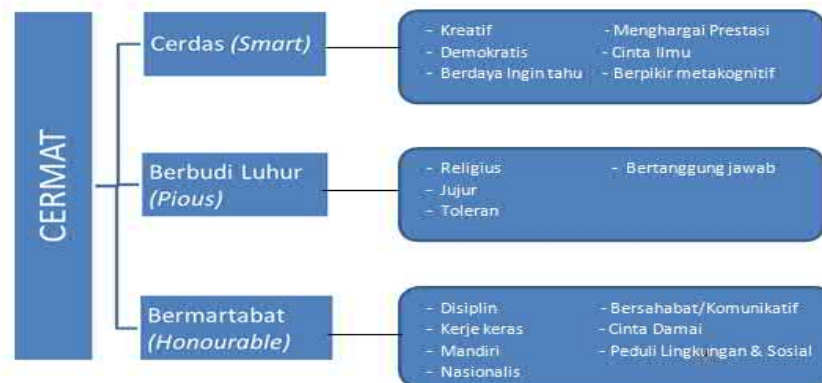 CERMAT
Cerdas (Smart)
- Kreatif
- Demokratis
- Berdaya Ingin tahu
- Menghargai Prestasi
- Cinta Ilmu
- Berpikir metakognitif
Berbudi Luhur
(Pious)
- Religius
- Jujur
- Toleran
- Bertanggung jawab
Bermartabat
(Honourable)
- Disiplin
- Kerje keras
- Mandiri
- Nasionalis
- Bersahabat/Komunikatif
- Cinta Damai
- Peduli Lingkungan & Sosial